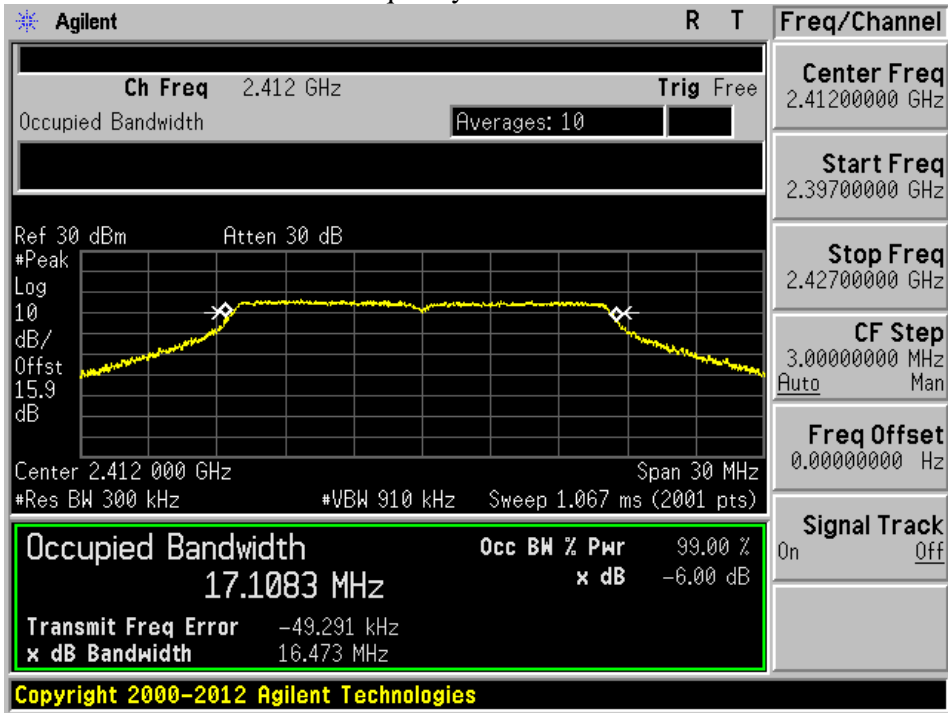 Agilent R T
Ch Freq 2.412 GHz Trig Free
Occupied Bandwidth Averages: 10
Ref 30 dBm Atten 30 dB
#Peak
Log
10
dB/
Offst
15.9
dB
Center 2.412 000 GHz Span 30 MHz
#Res BW 300 kHz #VBW 910 kHz Sweep 1.067 ms (2001 pts)
Occupied Bandwidth Occ BW % Pwr 99.00 %
17.1083 MHz x dB -6.00 dB
Transmit Freq Error -49.291 kHz
x dB Bandwidth 16.473 MHz
Copyright 2000-2012 Agilent Technologies
Freq/Channel
Center Freq
2.41200000 GHz
Start Freq
2.39700000 GHz
Stop Freq
2.42700000 GHz
CF Step
3.00000000 MHz
Auto Man
Freq Offset
0.00000000 Hz
Signal Track
On Off